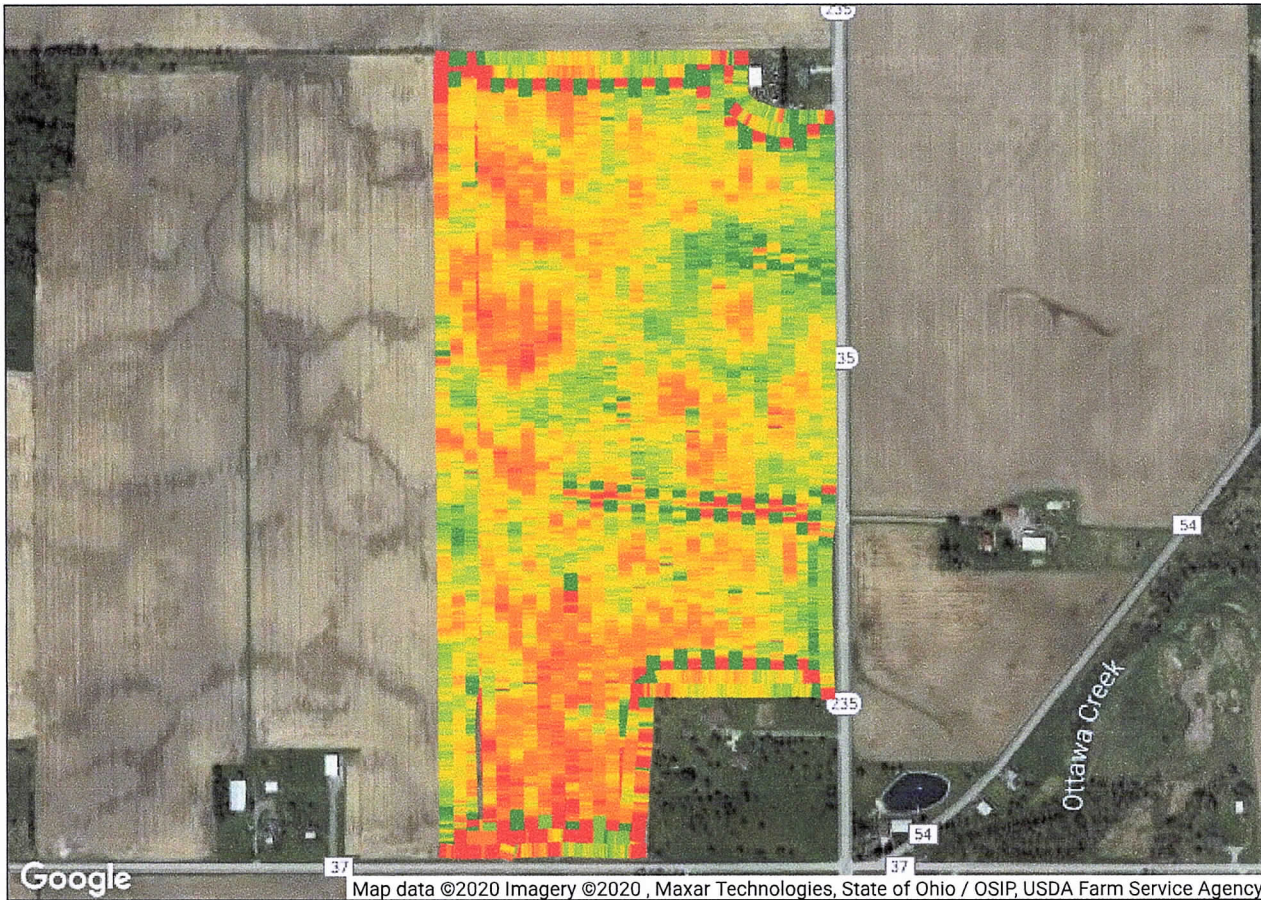 235
35
54
235
Ottawa Creek
54
37
37
Google
Map data ©2020 Imagery ©2020 , Maxar Technologies, State of Ohio / OSIP, USDA Farm Service Agency